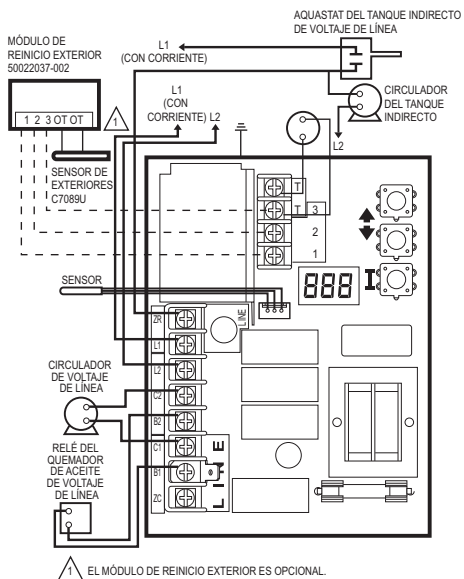 AQUASTAT DEL TANQUE INDIRECTO
DE VOLTAJE DE LÍNEA
L1
(CON CORRIENTE)
MÓDULO DE
REINICIO EXTERIOR
50022037-002
1 2 3 OT OT
1
L1
(CON
CORRIENTE)
L2
CIRCULADOR
DEL TANQUE
INDIRECTO
L2
SENSOR DE
EXTERIORES
C7089U
T
T
3
2
1
SENSOR
888
LINE
ZR
L1
L2
C2
B2
C1
B1
ZC
LINE
CIRCULADOR
DE VOLTAJE
DE LÍNEA
RELÉ DEL
QUEMADOR
DE ACEITE
DE VOLTAJE
DE LÍNEA
1 EL MÓDULO DE REINICIO EXTERIOR ES OPCIONAL.